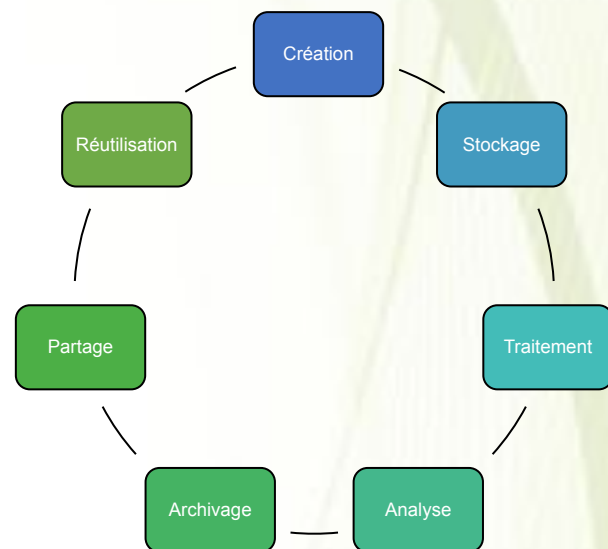 Création
Stockage
Traitement
Analyse
Archivage
Partage
Réutilisation